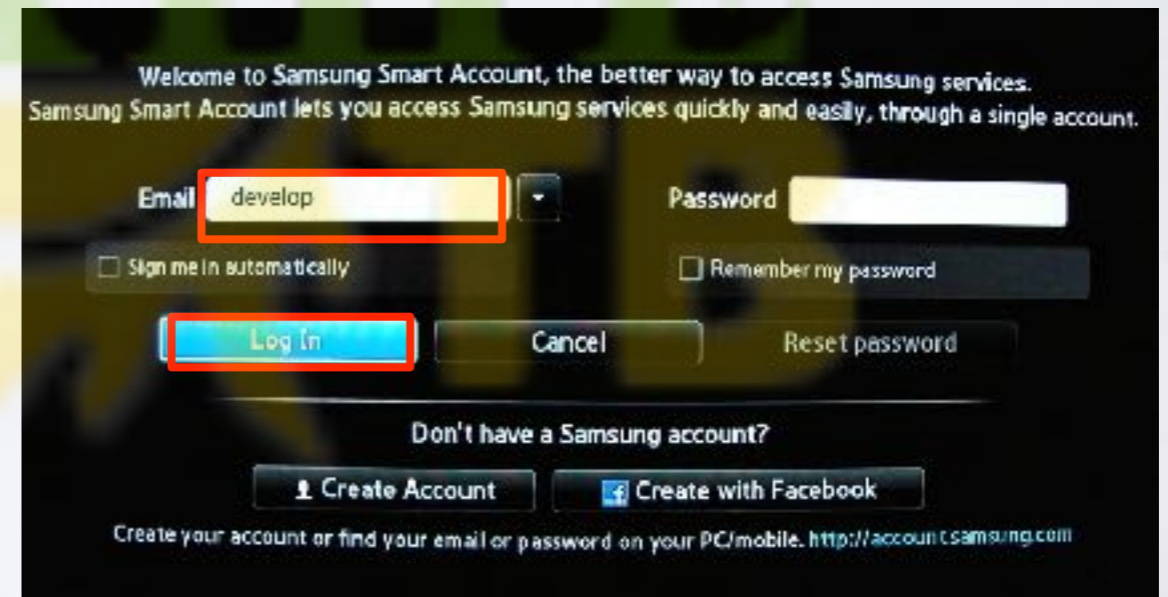 Welcome to Samsung Smart Account, the better way to access Samsung services.
Samsung Smart Account lets you access Samsung services quickly and easily, through a single account.
Email develop Password
Sign me in automatically Remember my password
Log In Cancel Reset password
Don't have a Samsung account?
Create Account Create with Facebook
Create your account or find your email or password on your PC/mobile. http://account.samsung.com